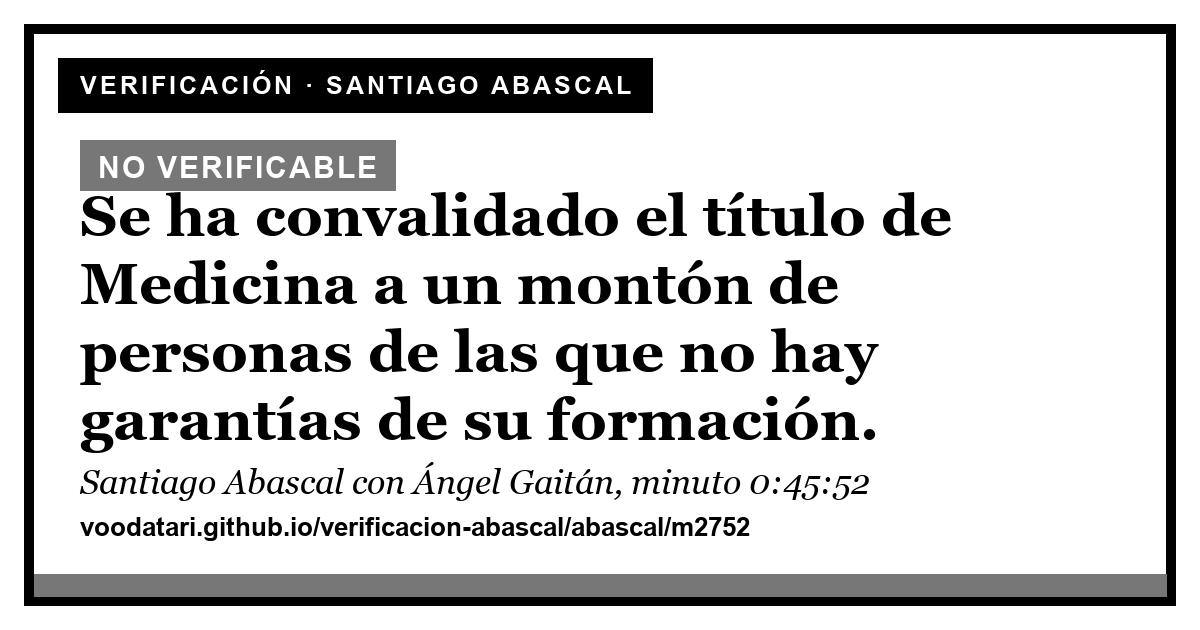 VERIFICACIÓN · SANTIAGO ABASCAL
NO VERIFICABLE
Se ha convalidado el título de
Medicina a un montón de
personas de las que no hay
garantías de su formación.
Santiago Abascal con Ángel Gaitán, minuto 0:45:52
voodatari.github.io/verificacion-abascal/abascal/m2752